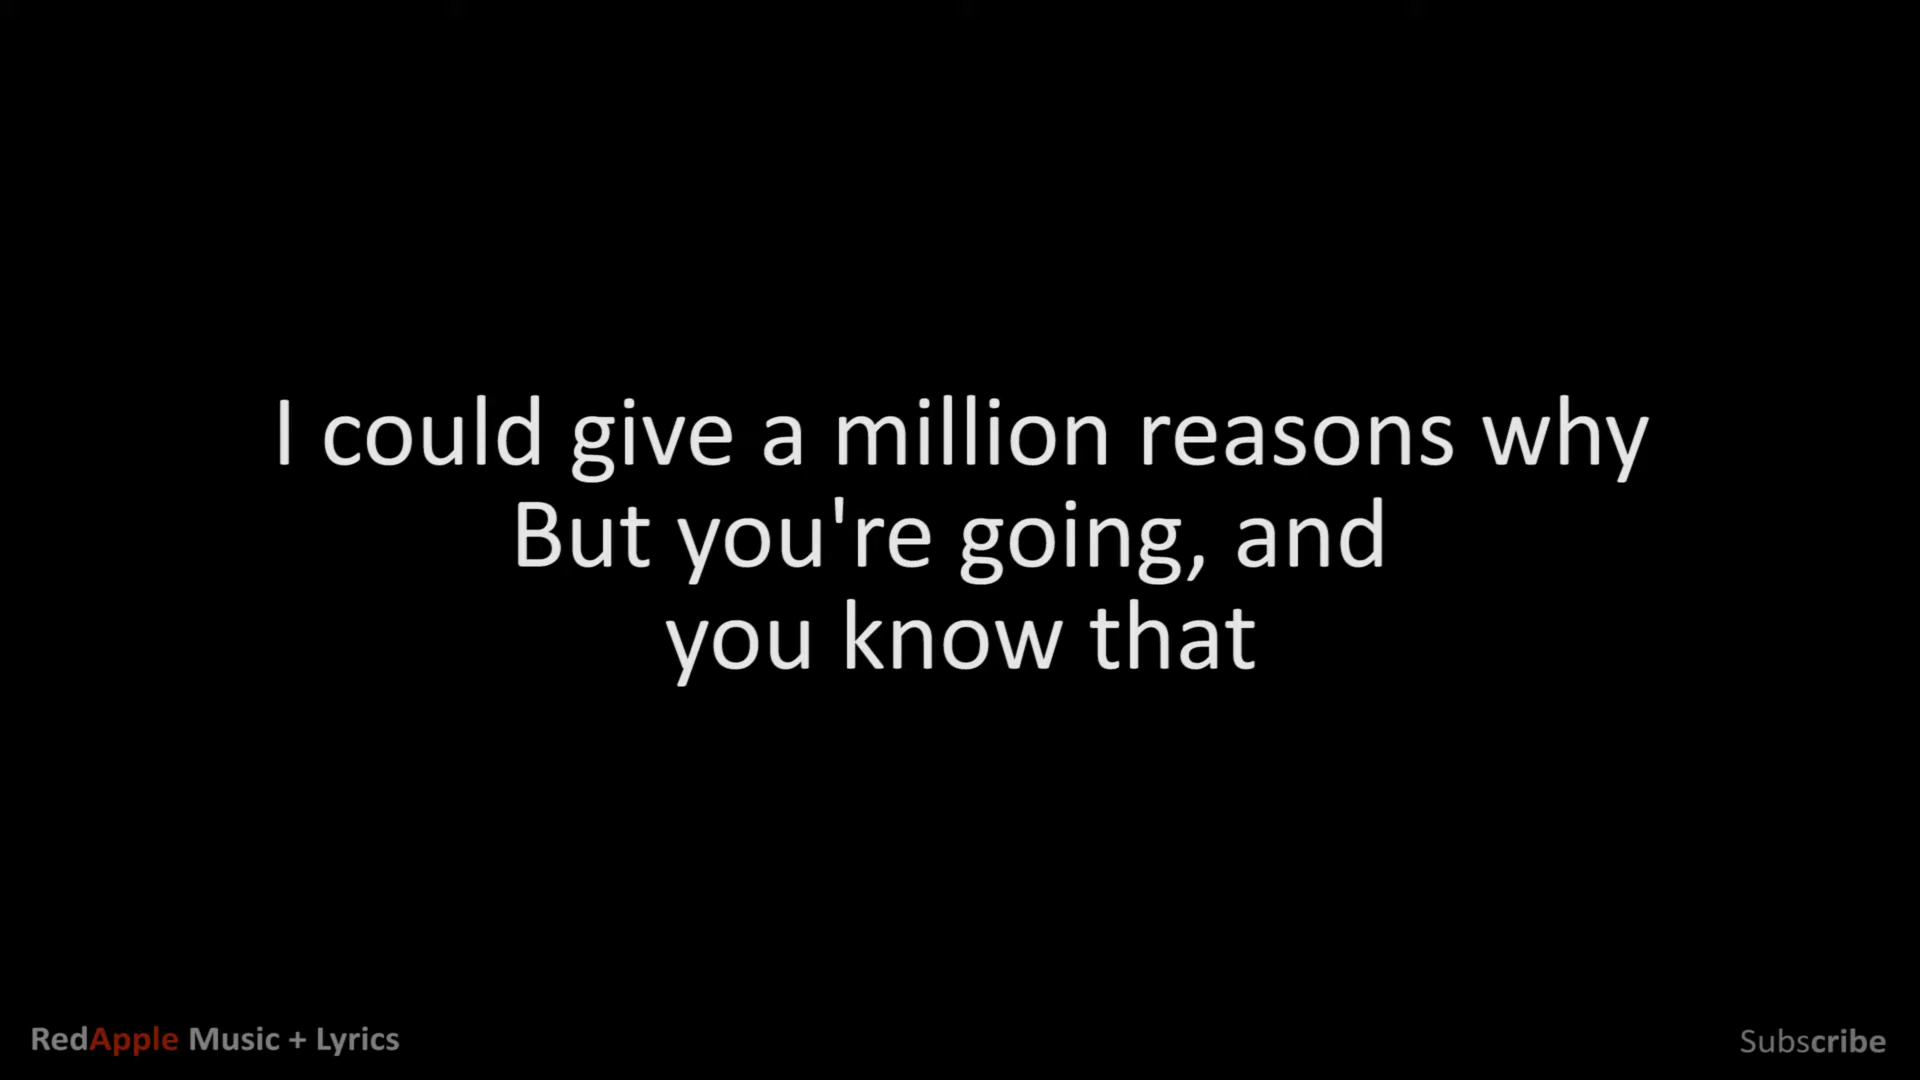 I could give a million reasons why
But you're going, and
you know that
RedApple Music + Lyrics
Subscribe